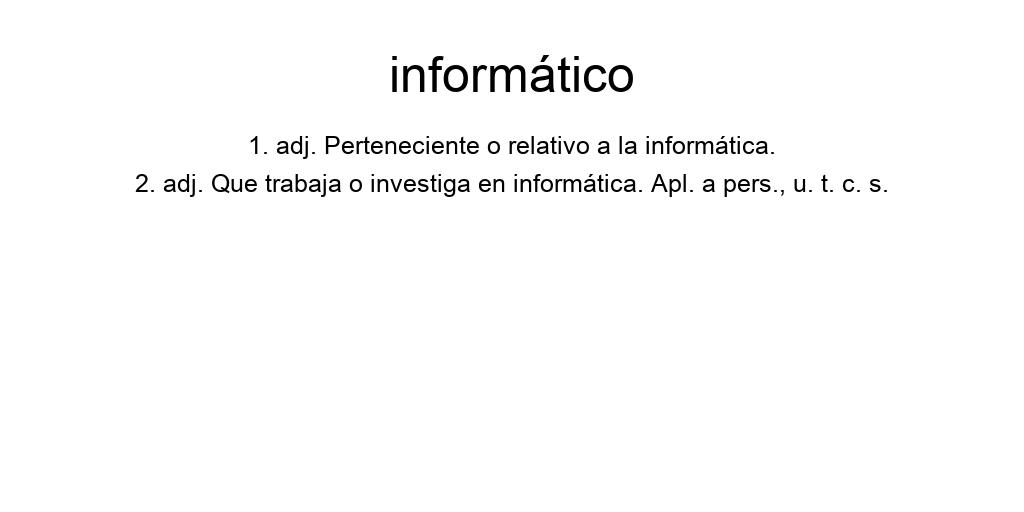 informático
1. adj. Perteneciente o relativo a la informática.
2. adj. Que trabaja o investiga en informática. Apl. a pers., u. t. c. s.